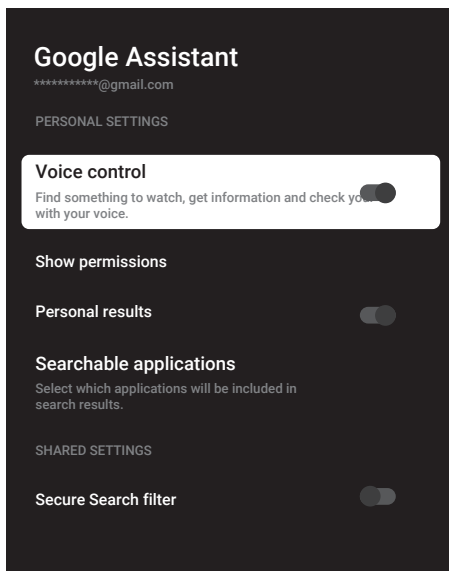 Google Assistant
***********@gmail.com
PERSONAL SETTINGS
Voice control
Find something to watch, get information and check
with your voice.
Show permissions
Personal results
Searchable applications
Select which applications will be included in
search results.
SHARED SETTINGS
Secure Search filter